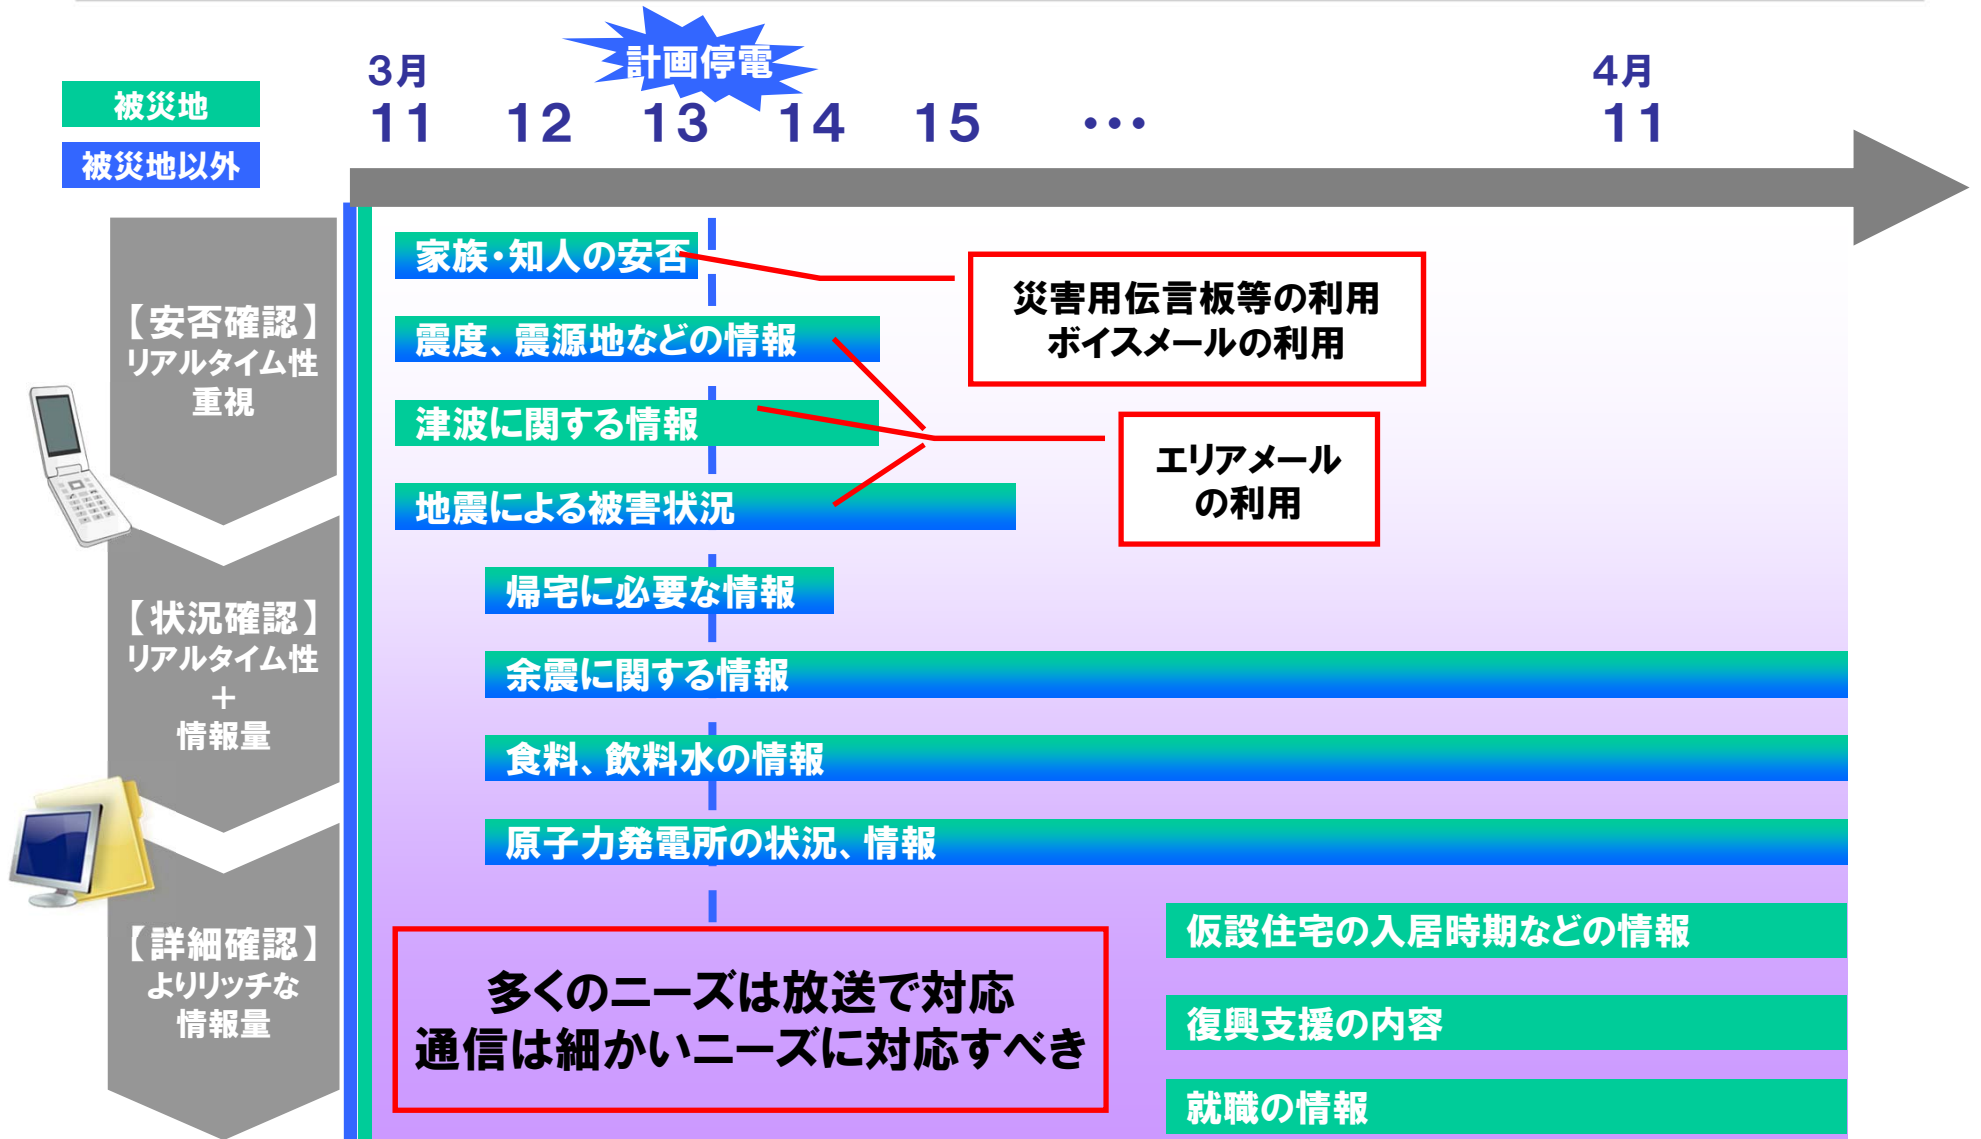 計画停電
3月
4月
11 12 13 14 15 ・・・ 11
被災地
被災地以外
【安否確認】
リアルタイム性
重視
【状況確認】
リアルタイム性
＋
情報量
【詳細確認】
よりリッチな
情報量
家族・知人の安否
震度、震源地などの情報
津波に関する情報
地震による被害状況
帰宅に必要な情報
余震に関する情報
食料、飲料水の情報
原子力発電所の状況、情報
仮設住宅の入居時期などの情報
復興支援の内容
就職の情報
災害用伝言板等の利用
ボイスメールの利用
エリアメール
の利用
多くのニーズは放送で対応
通信は細かいニーズに対応すべき